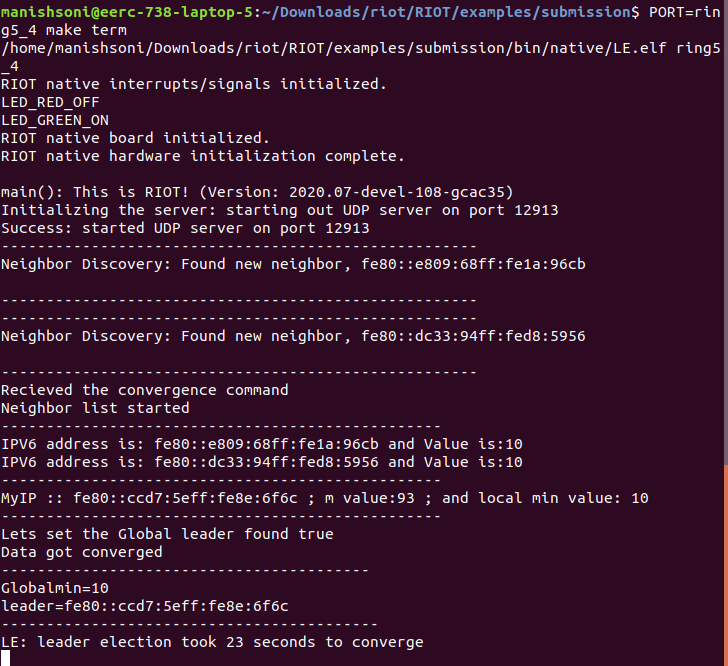 manishsoni@eerc-738-laptop-5:~/Downloads/riot/RIOT/examples/submission$ PORT=rin
g5_4 make term
/home/manishsoni/Downloads/riot/RIOT/examples/submission/bin/native/LE.elf ring5
_4
RIOT native interrupts/signals initialized.
LED_RED_OFF
LED_GREEN_ON
RIOT native board initialized.
RIOT native hardware initialization complete.
main(): This is RIOT! (Version: 2020.07-devel-108-gcac35)
Initializing the server: starting out UDP server on port 12913
Success: started UDP server on port 12913
-----------------------------------------------------
Neighbor Discovery: Found new neighbor, fe80::e809:68ff:fe1a:96cb
-----------------------------------------------------
-----------------------------------------------------
Neighbor Discovery: Found new neighbor, fe80::dc33:94ff:fed8:5956
-----------------------------------------------------
Recieved the convergence command
Neighbor list started
-------------------------------------------------
IPV6 address is: fe80::e809:68ff:fe1a:96cb and Value is:10
IPV6 address is: fe80::dc33:94ff:fed8:5956 and Value is:10
-------------------------------------------------
MyIP :: fe80::ccd7:5eff:fe8e:6f6c ; m value:93 ; and local min value: 10
-------------------------------------------------
Lets set the Global leader found true
Data got converged
-----------------------------------------
Globalmin=10
leader=fe80::ccd7:5eff:fe8e:6f6c
---------------------------------------------
LE: leader election took 23 seconds to converge